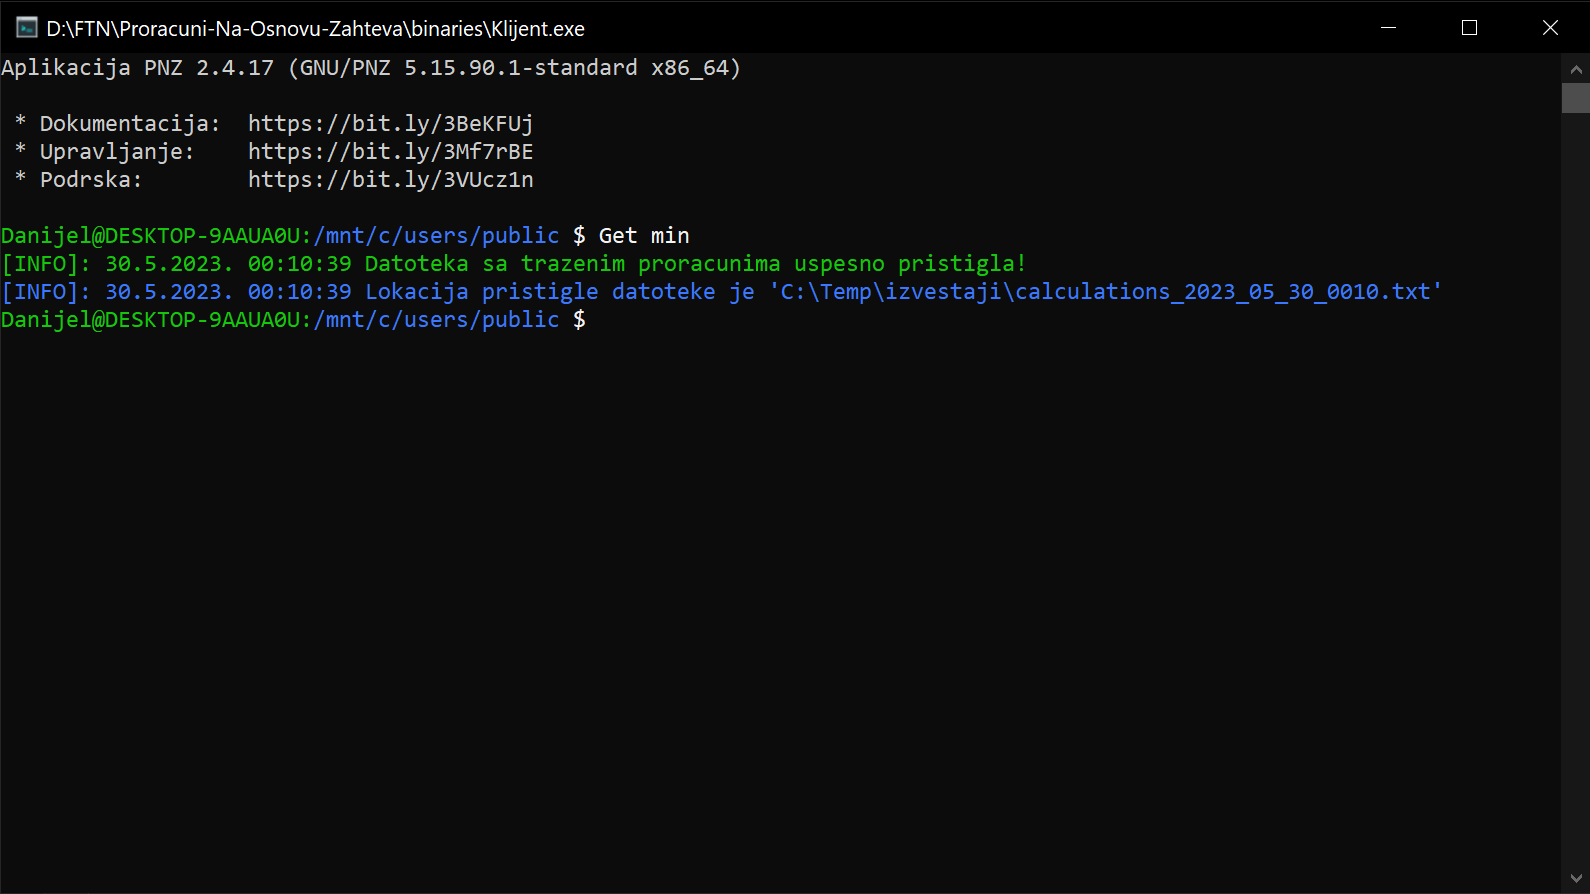 D:\FTN\Proracuni-Na-Osnovu-Zahteva\binaries\Klijent.exe
Aplikacija PNZ 2.4.17 (GNU/PNZ 5.15.90.1-standard x86_64)
* Dokumentacija: https://bit.ly/3BeKFUj
* Upravljanje: https://bit.ly/3Mf7rBE
* Podrska: https://bit.ly/3VUcz1n
Danijel@DESKTOP-9AAUA0U:/mnt/c/users/public $ Get min
[INFO]: 30.5.2023. 00:10:39 Datoteka sa trazenim proracunima uspesno pristigla!
[INFO]: 30.5.2023. 00:10:39 Lokacija pristigle datoteke je 'C:\Temp\izvestaji\calculations_2023_05_30_0010.txt'
Danijel@DESKTOP-9AAUA0U:/mnt/c/users/public $